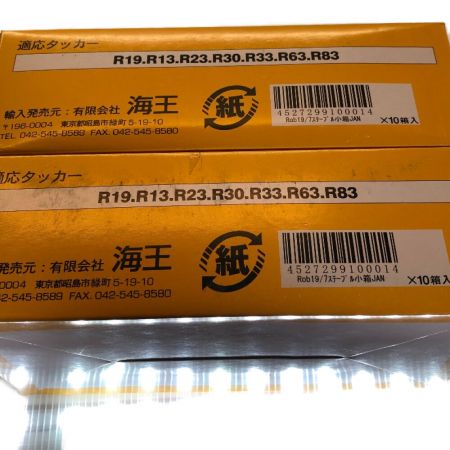 適応タッカー
R19.R13.R23.R30.R33.R63.R83
輸入発売元：有限会社 海王
〒196-0004 東京都昭島市緑町5-19-10
TEL 042-545-8589 FAX. 042-545-8580
紙
4527299100014
Rob19/7ステープル小箱JAN
×10箱入
適応タッカー
R19.R13.R23.R30.R33.R63.R83
発売元：有限会社 海王
0004 東京都昭島市緑町5-19-10
042-545-8589 FAX. 042-545-8580
紙
4527299100014
Rob19/7ステープル小箱JAN
×10箱入